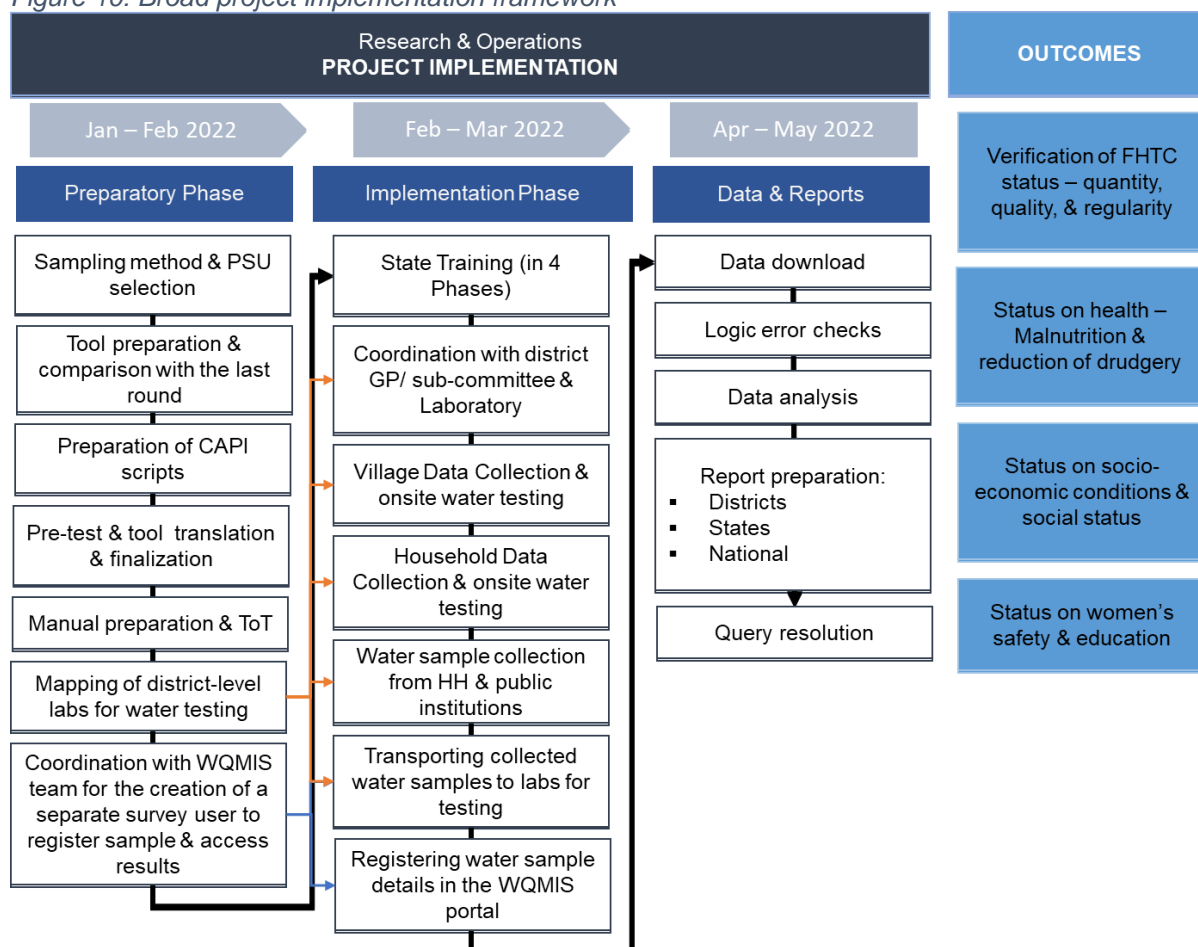 Figure 10: Broad project implementation framework
Research & Operations
PROJECT IMPLEMENTATION
OUTCOMES
Jan – Feb 2022
Feb – Mar 2022
Apr – May 2022
Preparatory Phase
Implementation Phase
Data & Reports
Sampling method & PSU
selection
Tool preparation &
comparison with the last
round
Preparation of CAPI
scripts
Pre-test & tool translation
& finalization
Manual preparation & ToT
Mapping of district-level
labs for water testing
Coordination with WQMIS
team for the creation of a
separate survey user to
register sample & access
results
State Training (in 4
Phases)
Coordination with district
GP/ sub-committee &
Laboratory
Village Data Collection &
onsite water testing
Household Data
Collection & onsite water
testing
Water sample collection
from HH & public
institutions
Transporting collected
water samples to labs for
testing
Registering water sample
details in the WQMIS
portal
Data download
Logic error checks
Data analysis
Report preparation:
▪ Districts
▪ States
▪ National
Query resolution
Verification of FHTC
status – quantity,
quality, & regularity
Status on health –
Malnutrition &
reduction of drudgery
Status on socio-
economic conditions &
social status
Status on women's
safety & education